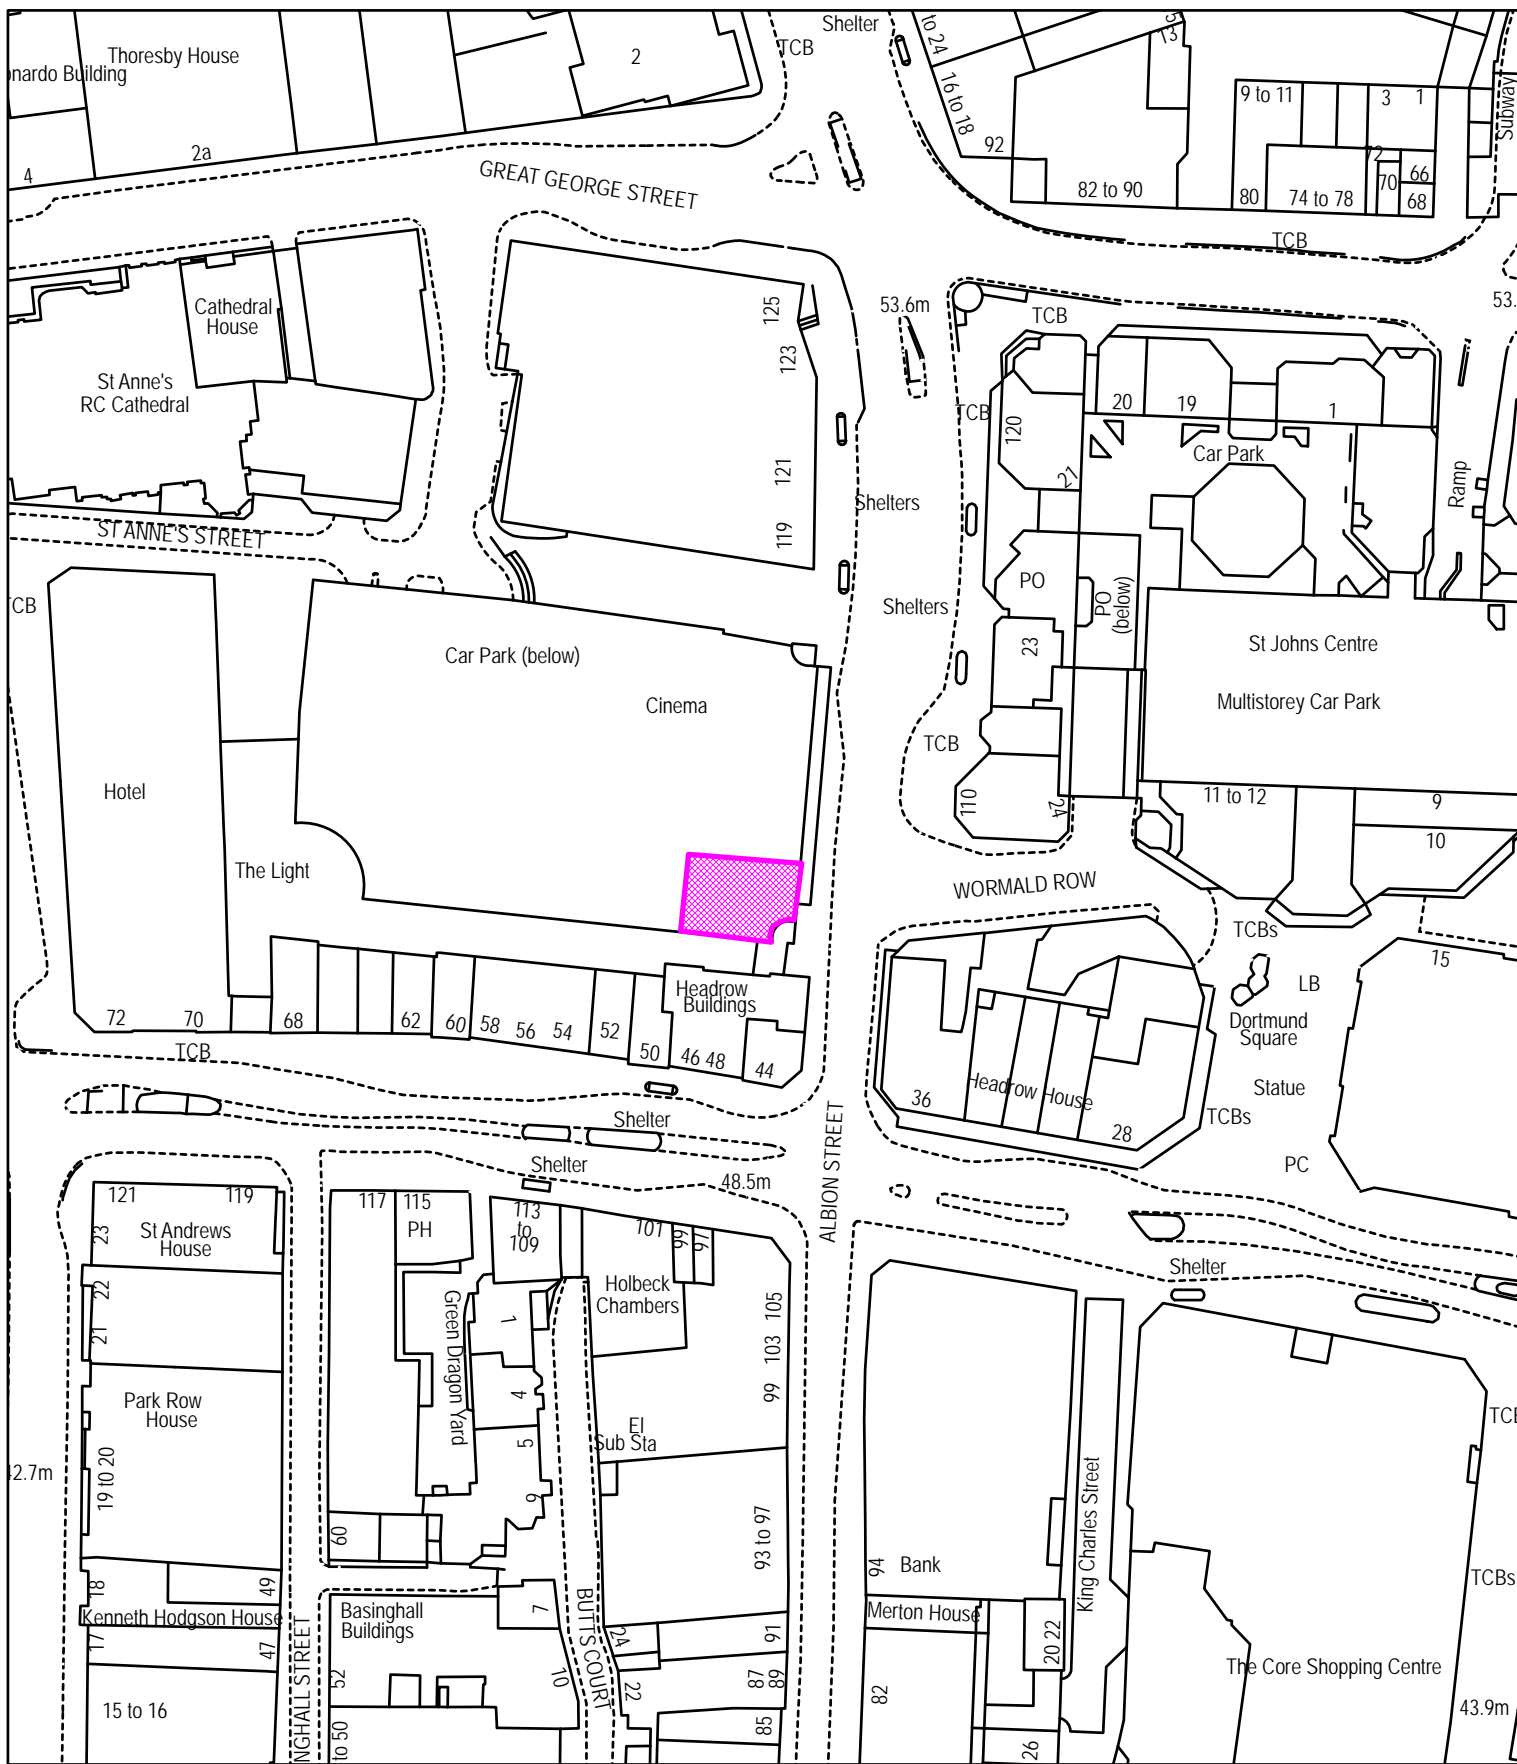 Shelter
TCB
to 24
16 to 18
92
Thoresby House
onardo Building
2
2a
4
GREAT GEORGE STREET
13
82 to 90
9 to 11
3
1
72
70
66
68
80
74 to 78
Subway
TCB
Cathedral
House
St Anne's
RC Cathedral
ST ANNE'S STREET
125
123
121
119
53.6m
53.
TCB
TCB
120
21
20
19
1
Car Park
Ramp
Shelters
Shelters
PO
PO
(below)
23
St Johns Centre
Multistorey Car Park
TCB
110
24
11 to 12
9
10
TCB
Car Park (below)
Cinema
Hotel
The Light
WORMALD ROW
TCBs
LB
15
Dortmund
Square
Statue
TCBs
PC
Headrow
Buildings
72
70
68
62
60
58
56
54
52
50
46 48
44
TCB
36
Headrow House
28
Shelter
Shelter
48.5m
ALBION STREET
121
119
23
St Andrews
House
22
21
Park Row
House
19 to 20
42.7m
18
49
Kenneth Hodgson House
17
47
15 to 16
117
115
PH
113
to
109
101
99
97
Holbeck
Chambers
105
103
99
Green Dragon Yard
1
4
5
9
El
Sub Sta
93 to 97
60
Basinghall
Buildings
7
10
52
to 50
NGHALL STREET
BUTTS COURT
24
22
91
87
89
85
Shelter
94
Bank
Merton House
82
20 22
26
King Charles Street
The Core Shopping Centre
TCBs
43.9m